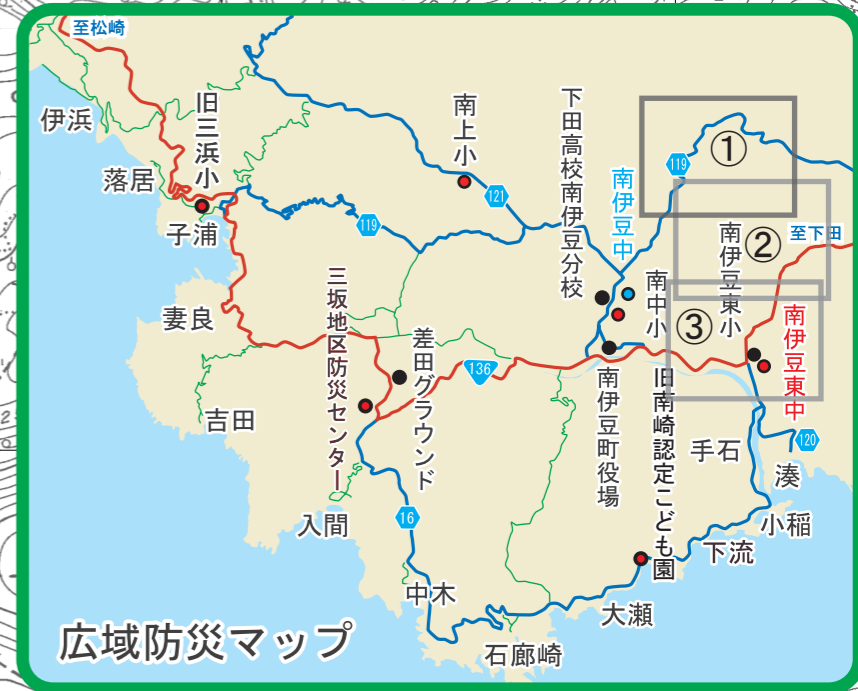 至松崎
伊浜
旧三浜小
落居
子浦
119
南上小
121
下田高校南伊豆分校
南伊豆中
119
①
②
至下田
南伊豆東小
③
南中小
南伊豆東中
妻良
三坂地区防災センター
差田グラウンド
136
吉田
南伊豆町役場
旧南崎認定こども園
手石
120
湊
入間
16
小稲
下流
中木
大瀬
石廊崎
広域防災マップ